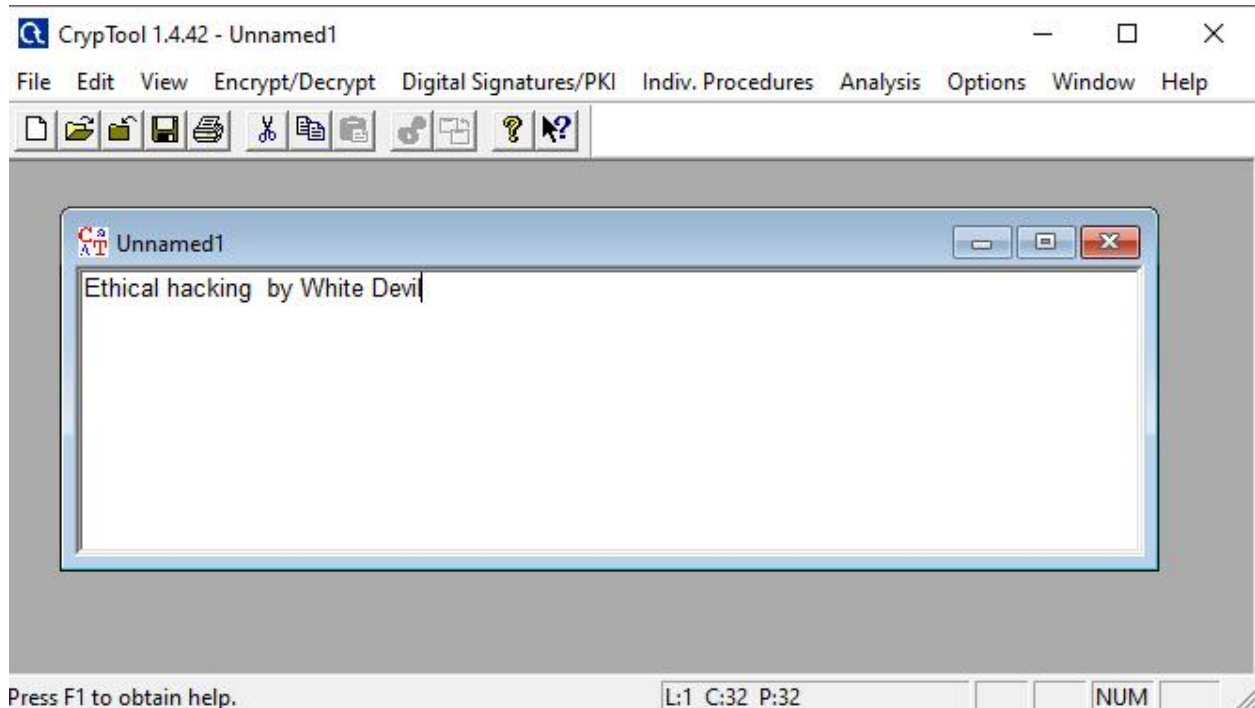 CrypTool 1.4.42 - Unnamed1
File Edit View Encrypt/Decrypt Digital Signatures/PKI Indiv. Procedures Analysis Options Window Help
Unnamed1
Ethical hacking  by White Devil
Press F1 to obtain help. L:1 C:32 P:32 NUM